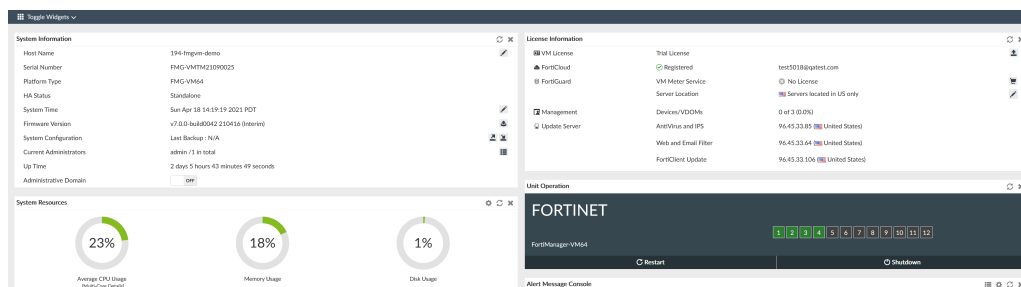 Toggle Widgets
System Information
Host Name 194-fmgvm-demo
Serial Number FMG-VMTM21090025
Platform Type FMG-VM64
HA Status Standalone
System Time Sun Apr 18 14:19:19 2021 PDT
Firmware Version v7.0.0-build0042 210416 (Interim)
System Configuration Last Backup : N/A
Current Administrators admin /1 in total
Up Time 2 days 5 hours 43 minutes 49 seconds
Administrative Domain OFF
System Resources
23% 18% 1%
Average CPU Usage Memory Usage Disk Usage
(Multi-Core Details)
License Information
VM License Trial License
FortiCloud Registered test5018@qatest.com
FortiGuard VM Meter Service No License
Server Location Servers located in US only
Management Devices/VDOMs 0 of 3 (0.0%)
Update Server AntiVirus and IPS 96.45.33.85 (United States)
Web and Email Filter 96.45.33.64 (United States)
FortiClient Update 96.45.33.106 (United States)
Unit Operation
FORTINET
1 2 3 4 5 6 7 8 9 10 11 12
FortiManager-VM64
Restart Shutdown
Alert Message Console